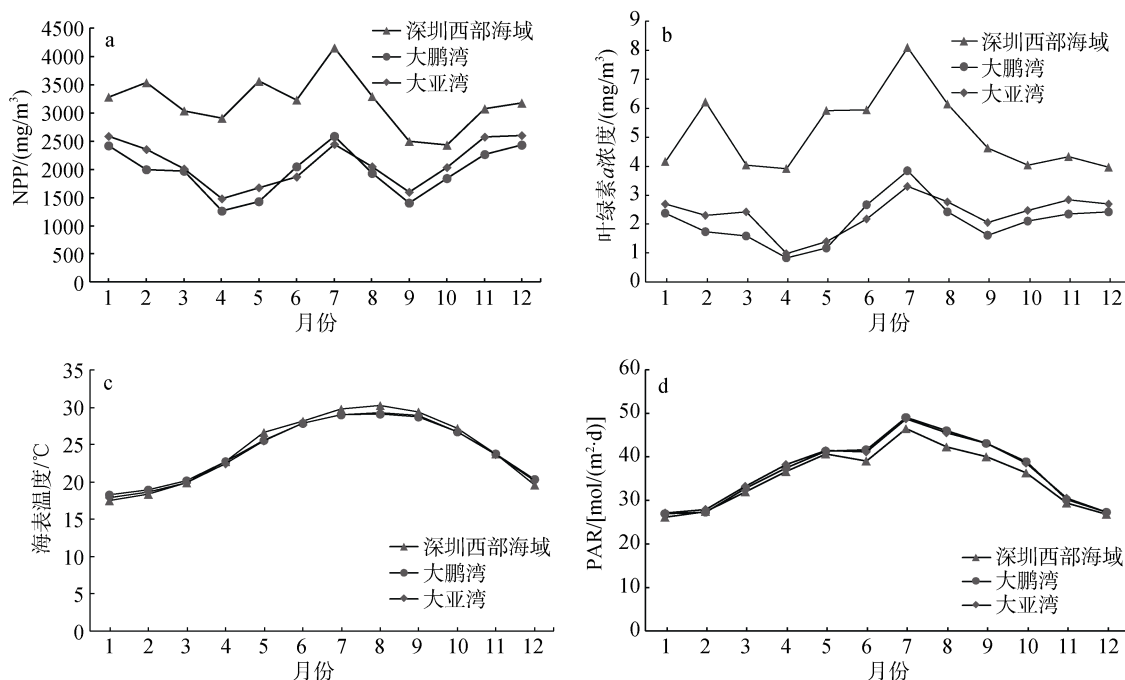 a
NPP/(mg/m³)
4500
4000
3500
3000
2500
2000
1500
1000
500
0
深圳西部海域
大鹏湾
大亚湾
1 2 3 4 5 6 7 8 9 10 11 12
月份
b
叶绿素a浓度/(mg/m³)
9
8
7
6
5
4
3
2
1
0
深圳西部海域
大鹏湾
大亚湾
1 2 3 4 5 6 7 8 9 10 11 12
月份
c
海表温度/℃
35
30
25
20
15
10
5
0
深圳西部海域
大鹏湾
大亚湾
1 2 3 4 5 6 7 8 9 10 11 12
月份
d
PAR/[mol/(m²·d)]
60
50
40
30
20
10
0
深圳西部海域
大鹏湾
大亚湾
1 2 3 4 5 6 7 8 9 10 11 12
月份